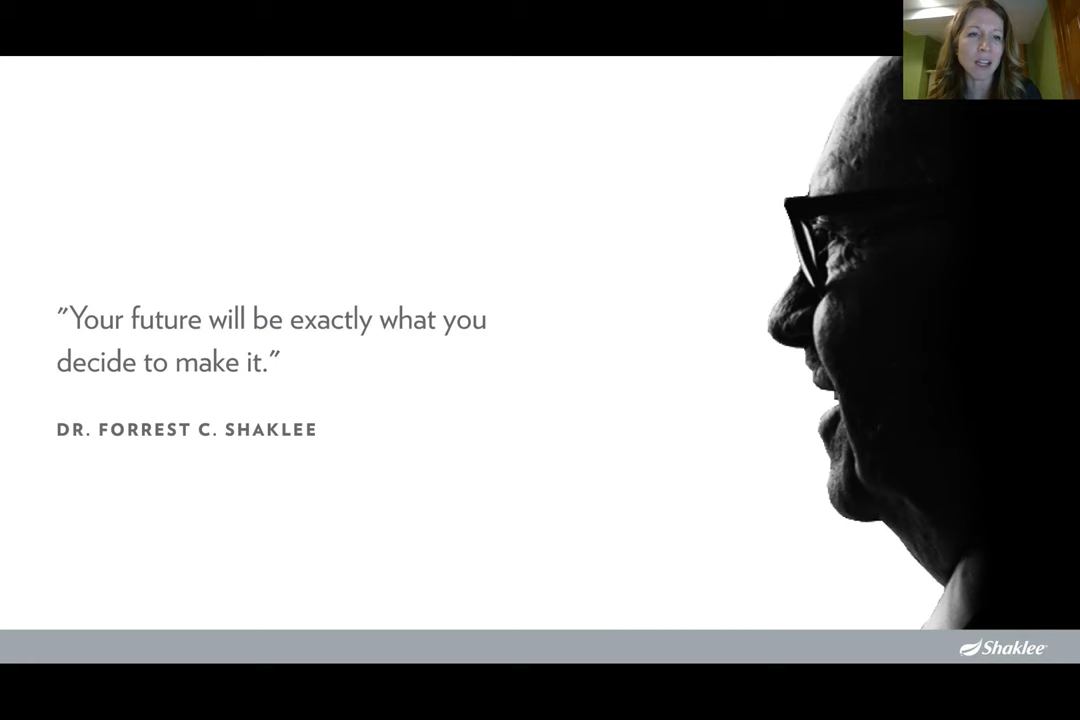 "Your future will be exactly what you
decide to make it."
DR. FORREST C. SHAKLEE
Shaklee